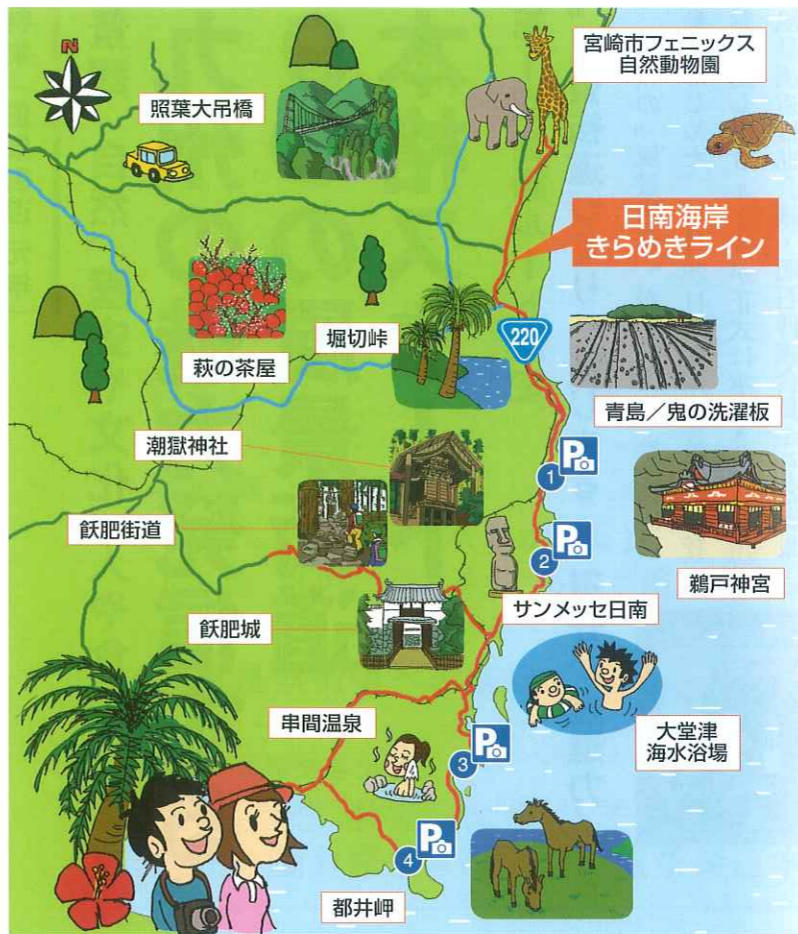 N
宮崎市フェニックス
自然動物園
照葉大吊橋
日南海岸
きらめきライン
220
萩の茶屋
堀切峠
青島／鬼の洗濯板
潮嶽神社
P
1
飫肥街道
P
2
鵜戸神宮
サンメッセ日南
飫肥城
串間温泉
P
3
大堂津
海水浴場
P
4
都井岬